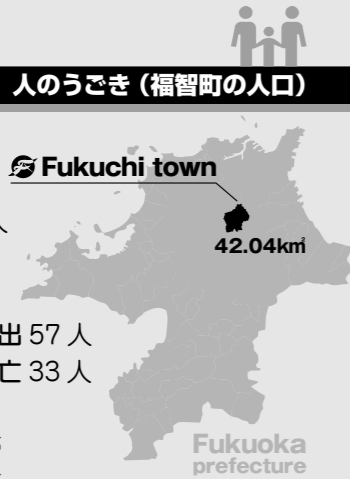 人のうごき（福智町の人口）
Fukuchi town
42.04k㎡
人
出 57 人
亡 33 人
Fukuoka
prefecture